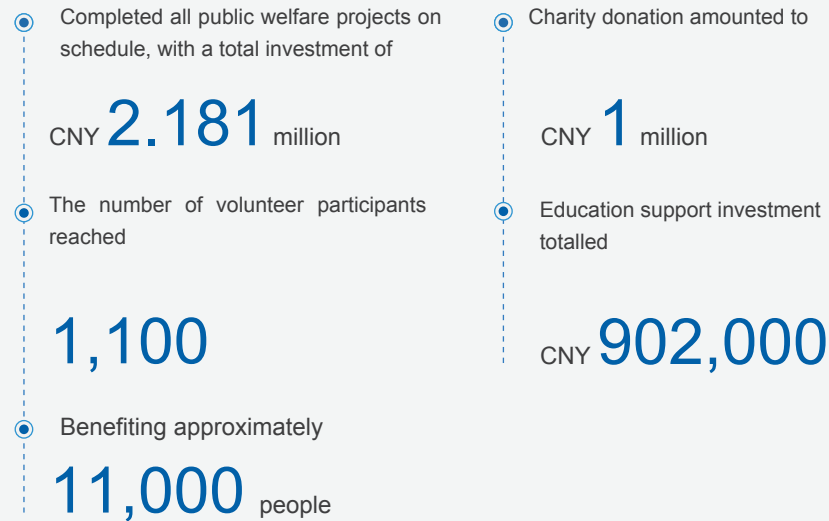 Completed all public welfare projects on
schedule, with a total investment of
CNY 2.181 million
The number of volunteer participants
reached
1,100
Benefiting approximately
11,000 people
Charity donation amounted to
CNY 1 million
Education support investment
totalled
CNY 902,000